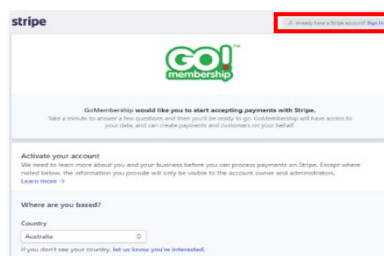 stripe
Already have a Stripe account? Sign in
GO!
TM
membership
GoMembership would like you to start accepting payments with Stripe.
Take a minute to answer a few questions and then you'll be ready to go. GoMembership will have access to
your data, and can create payments and customers on your behalf.
Activate your account
We need to learn more about you and your business before you can process payments on Stripe. Except where
noted below, the information you provide will only be visible to the account owner and administrators.
Learn more →
Where are you based?
Country
Australia
If you don't see your country, let us know you're interested.